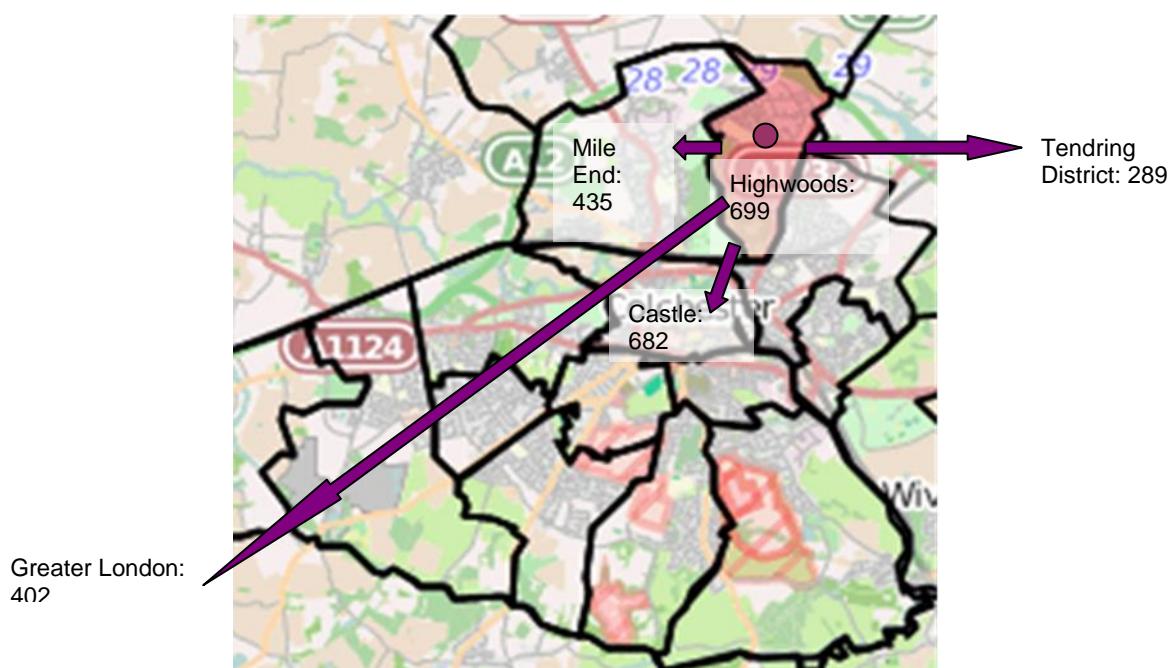 28 28 29 29
A12
Mile
End:
435
Tendring
District: 289
Highwoods:
699
Colchester
Castle:
682
A1124
Wiv
Greater London:
402